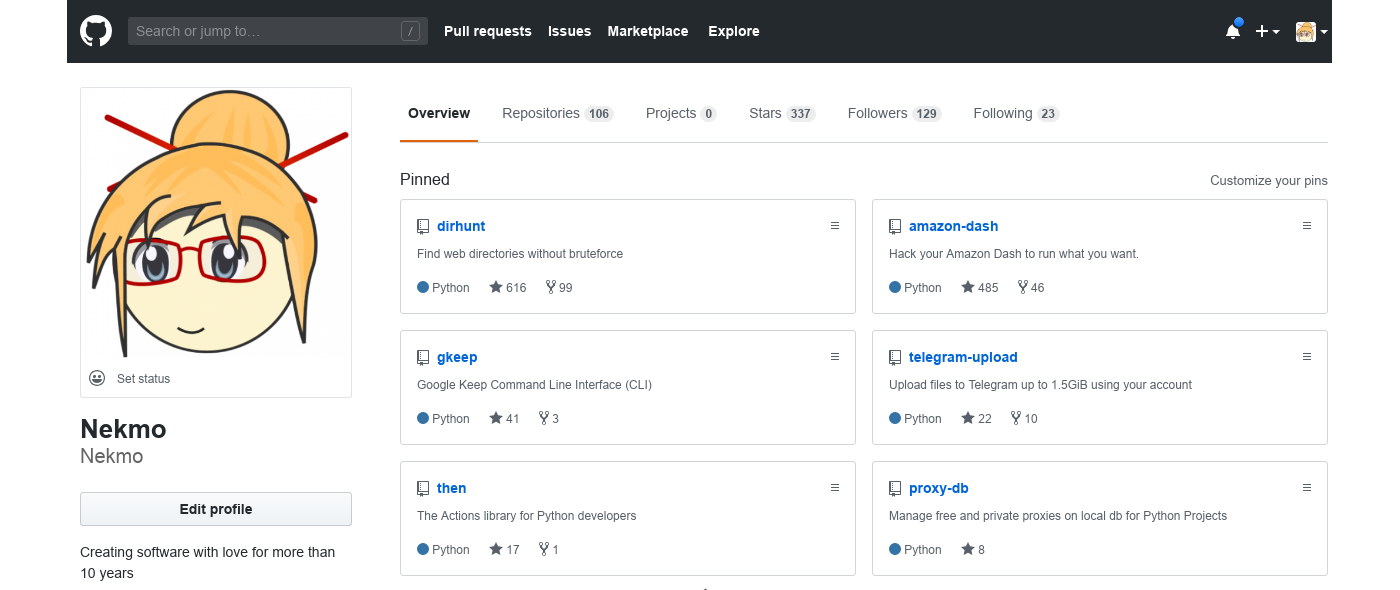 Search or jump to…
/
Pull requests Issues Marketplace Explore
Overview Repositories 106 Projects 0 Stars 337 Followers 129 Following 23
Set status
Nekmo
Nekmo
Edit profile
Creating software with love for more than
10 years
Pinned
Customize your pins
dirhunt
Find web directories without bruteforce
Python 616 99
amazon-dash
Hack your Amazon Dash to run what you want.
Python 485 46
gkeep
Google Keep Command Line Interface (CLI)
Python 41 3
telegram-upload
Upload files to Telegram up to 1.5GiB using your account
Python 22 10
then
The Actions library for Python developers
Python 17 1
proxy-db
Manage free and private proxies on local db for Python Projects
Python 8